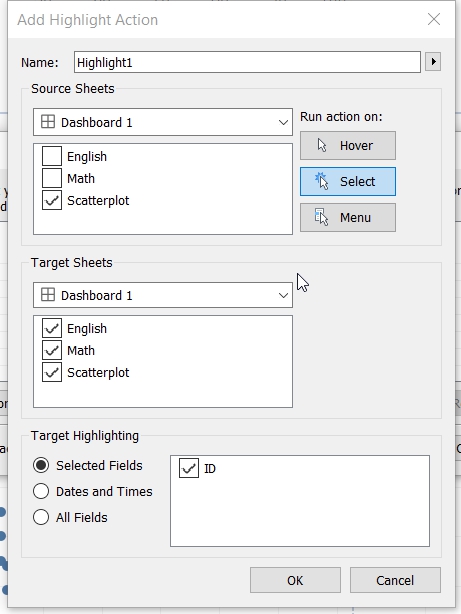 Add Highlight Action
Name: Highlight1
Source Sheets
Dashboard 1
English
Math
Scatterplot
Run action on:
Hover
Select
Menu
Target Sheets
Dashboard 1
English
Math
Scatterplot
Target Highlighting
Selected Fields
Dates and Times
All Fields
ID
OK
Cancel